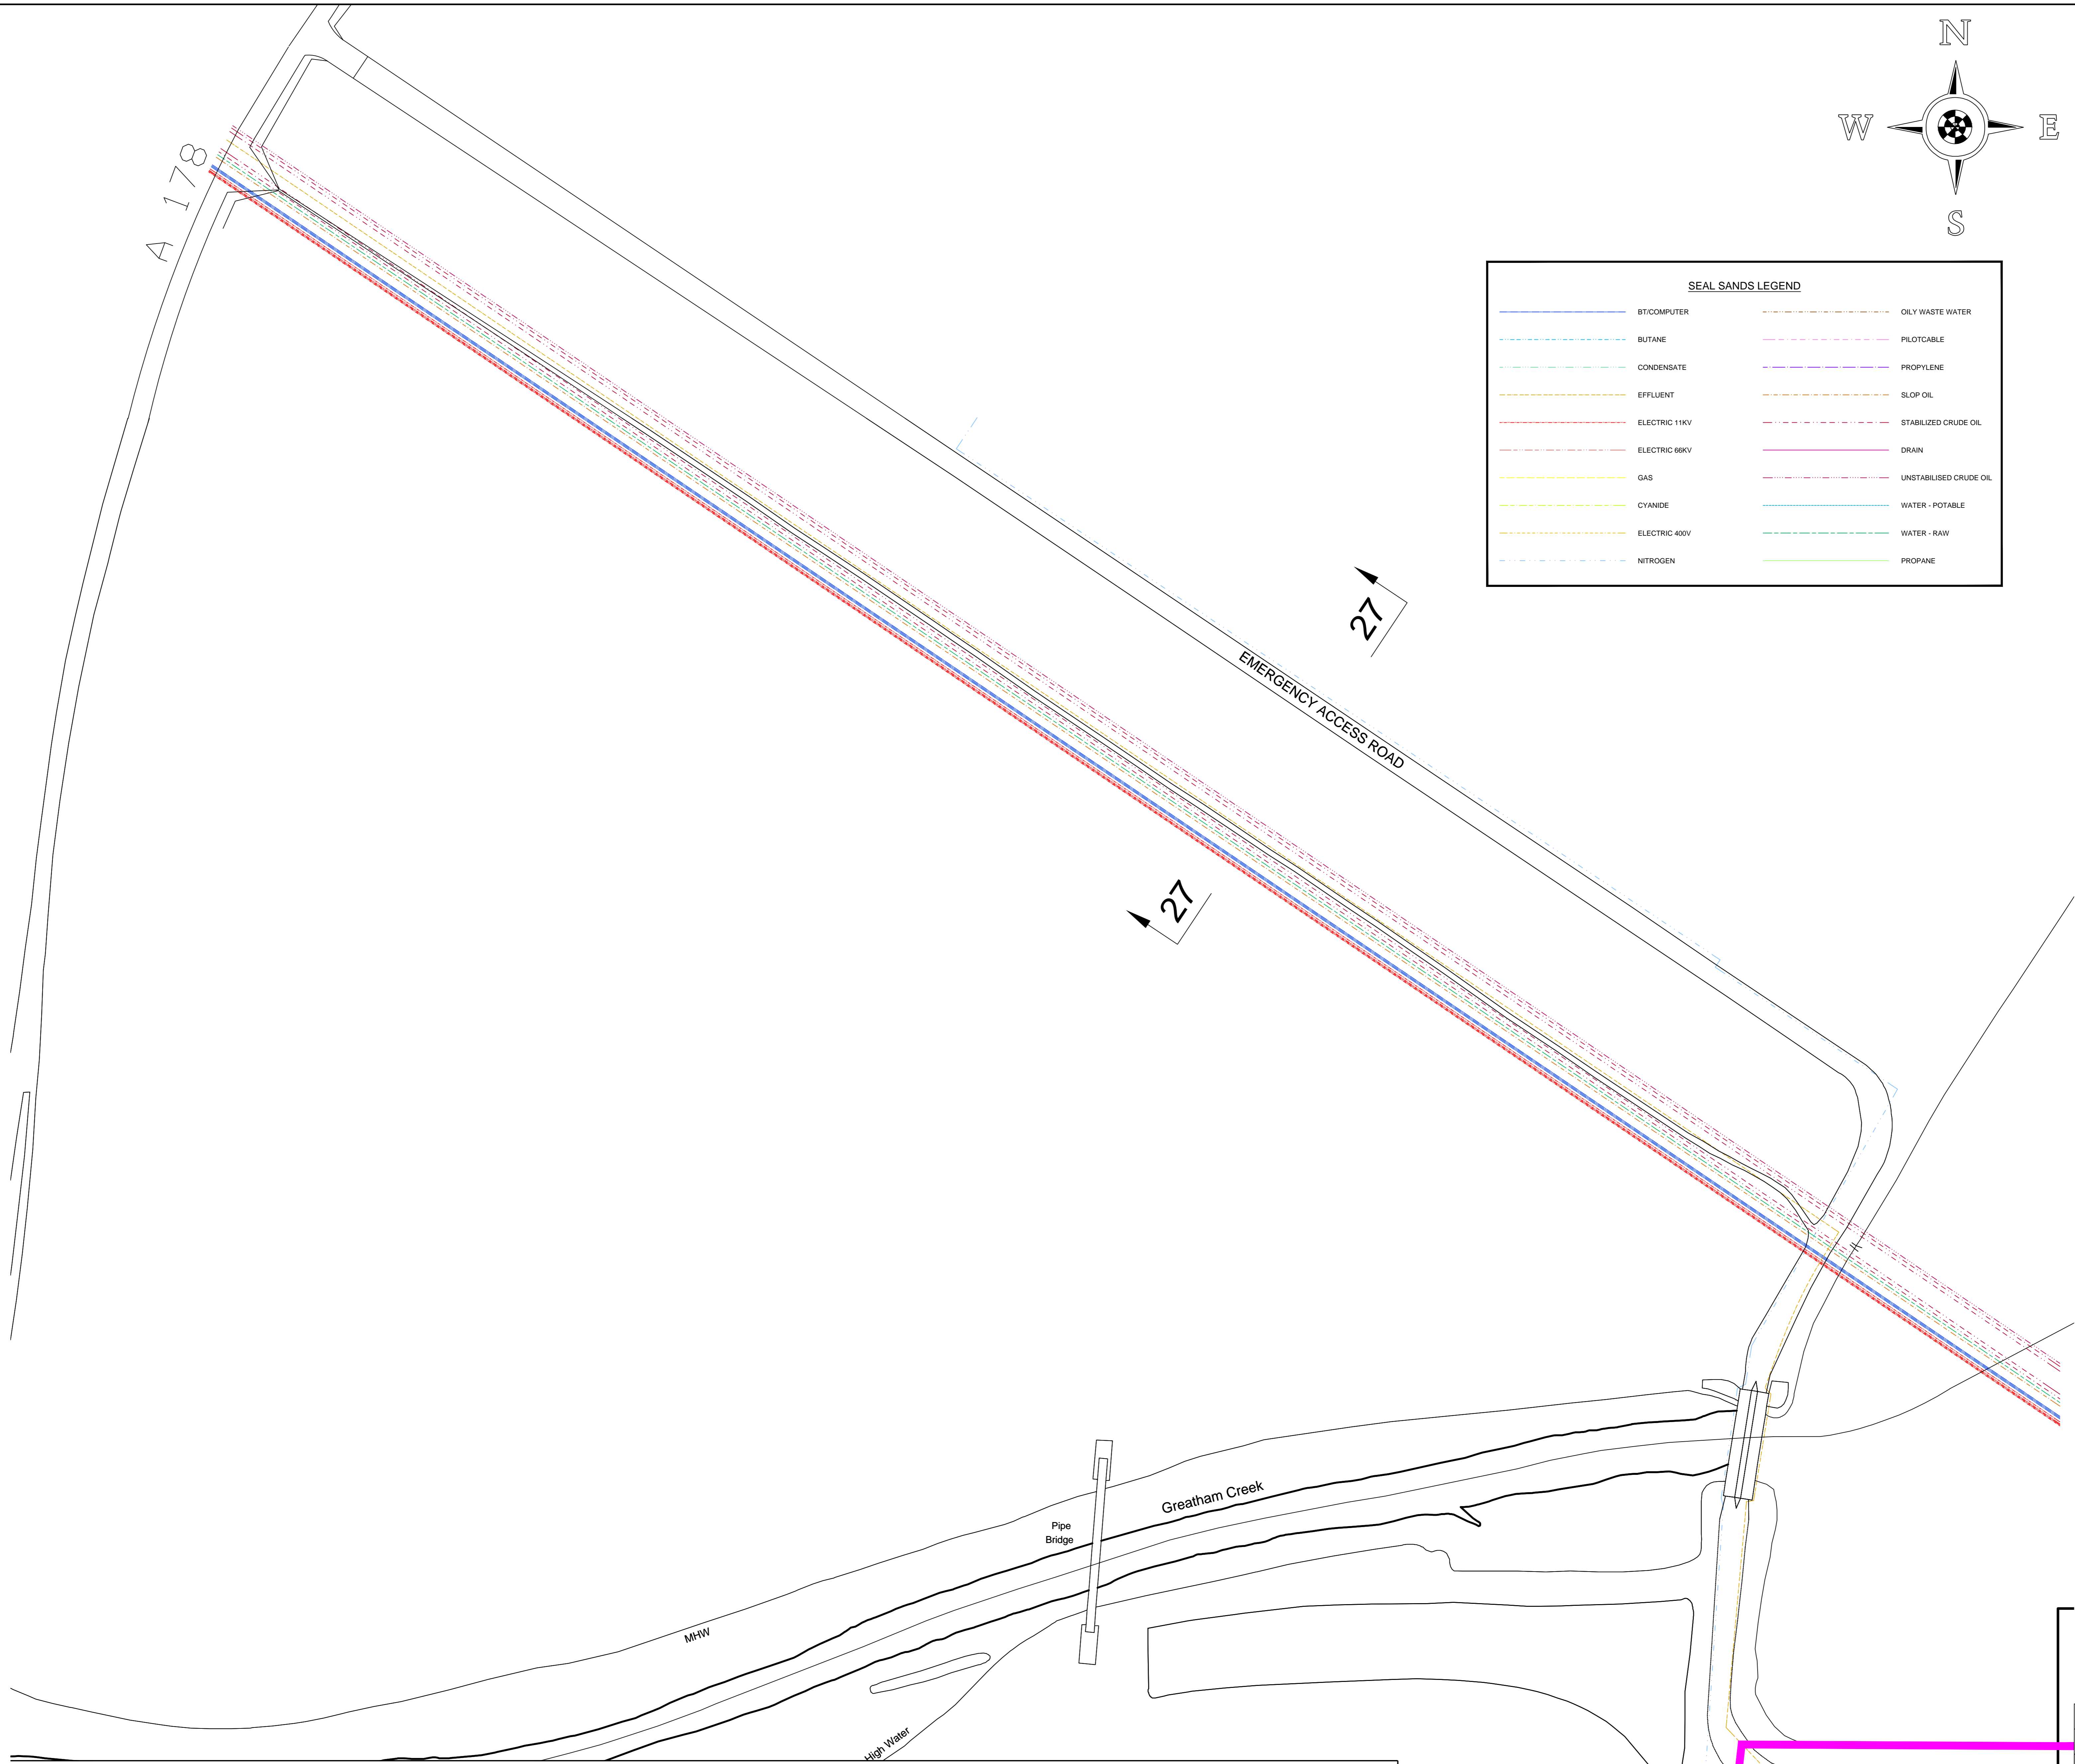 N
W E
S
A 178
SEAL SANDS LEGEND
BT/COMPUTER
BUTANE
CONDENSATE
EFFLUENT
ELECTRIC 11KV
ELECTRIC 66KV
GAS
CYANIDE
ELECTRIC 400V
NITROGEN
OILY WASTE WATER
PILOTCABLE
PROPYLENE
SLOP OIL
STABILIZED CRUDE OIL
DRAIN
UNSTABILISED CRUDE OIL
WATER - POTABLE
WATER - RAW
PROPANE
27
EMERGENCY ACCESS ROAD
27
Greatham Creek
Pipe
Bridge
MHW
High Water